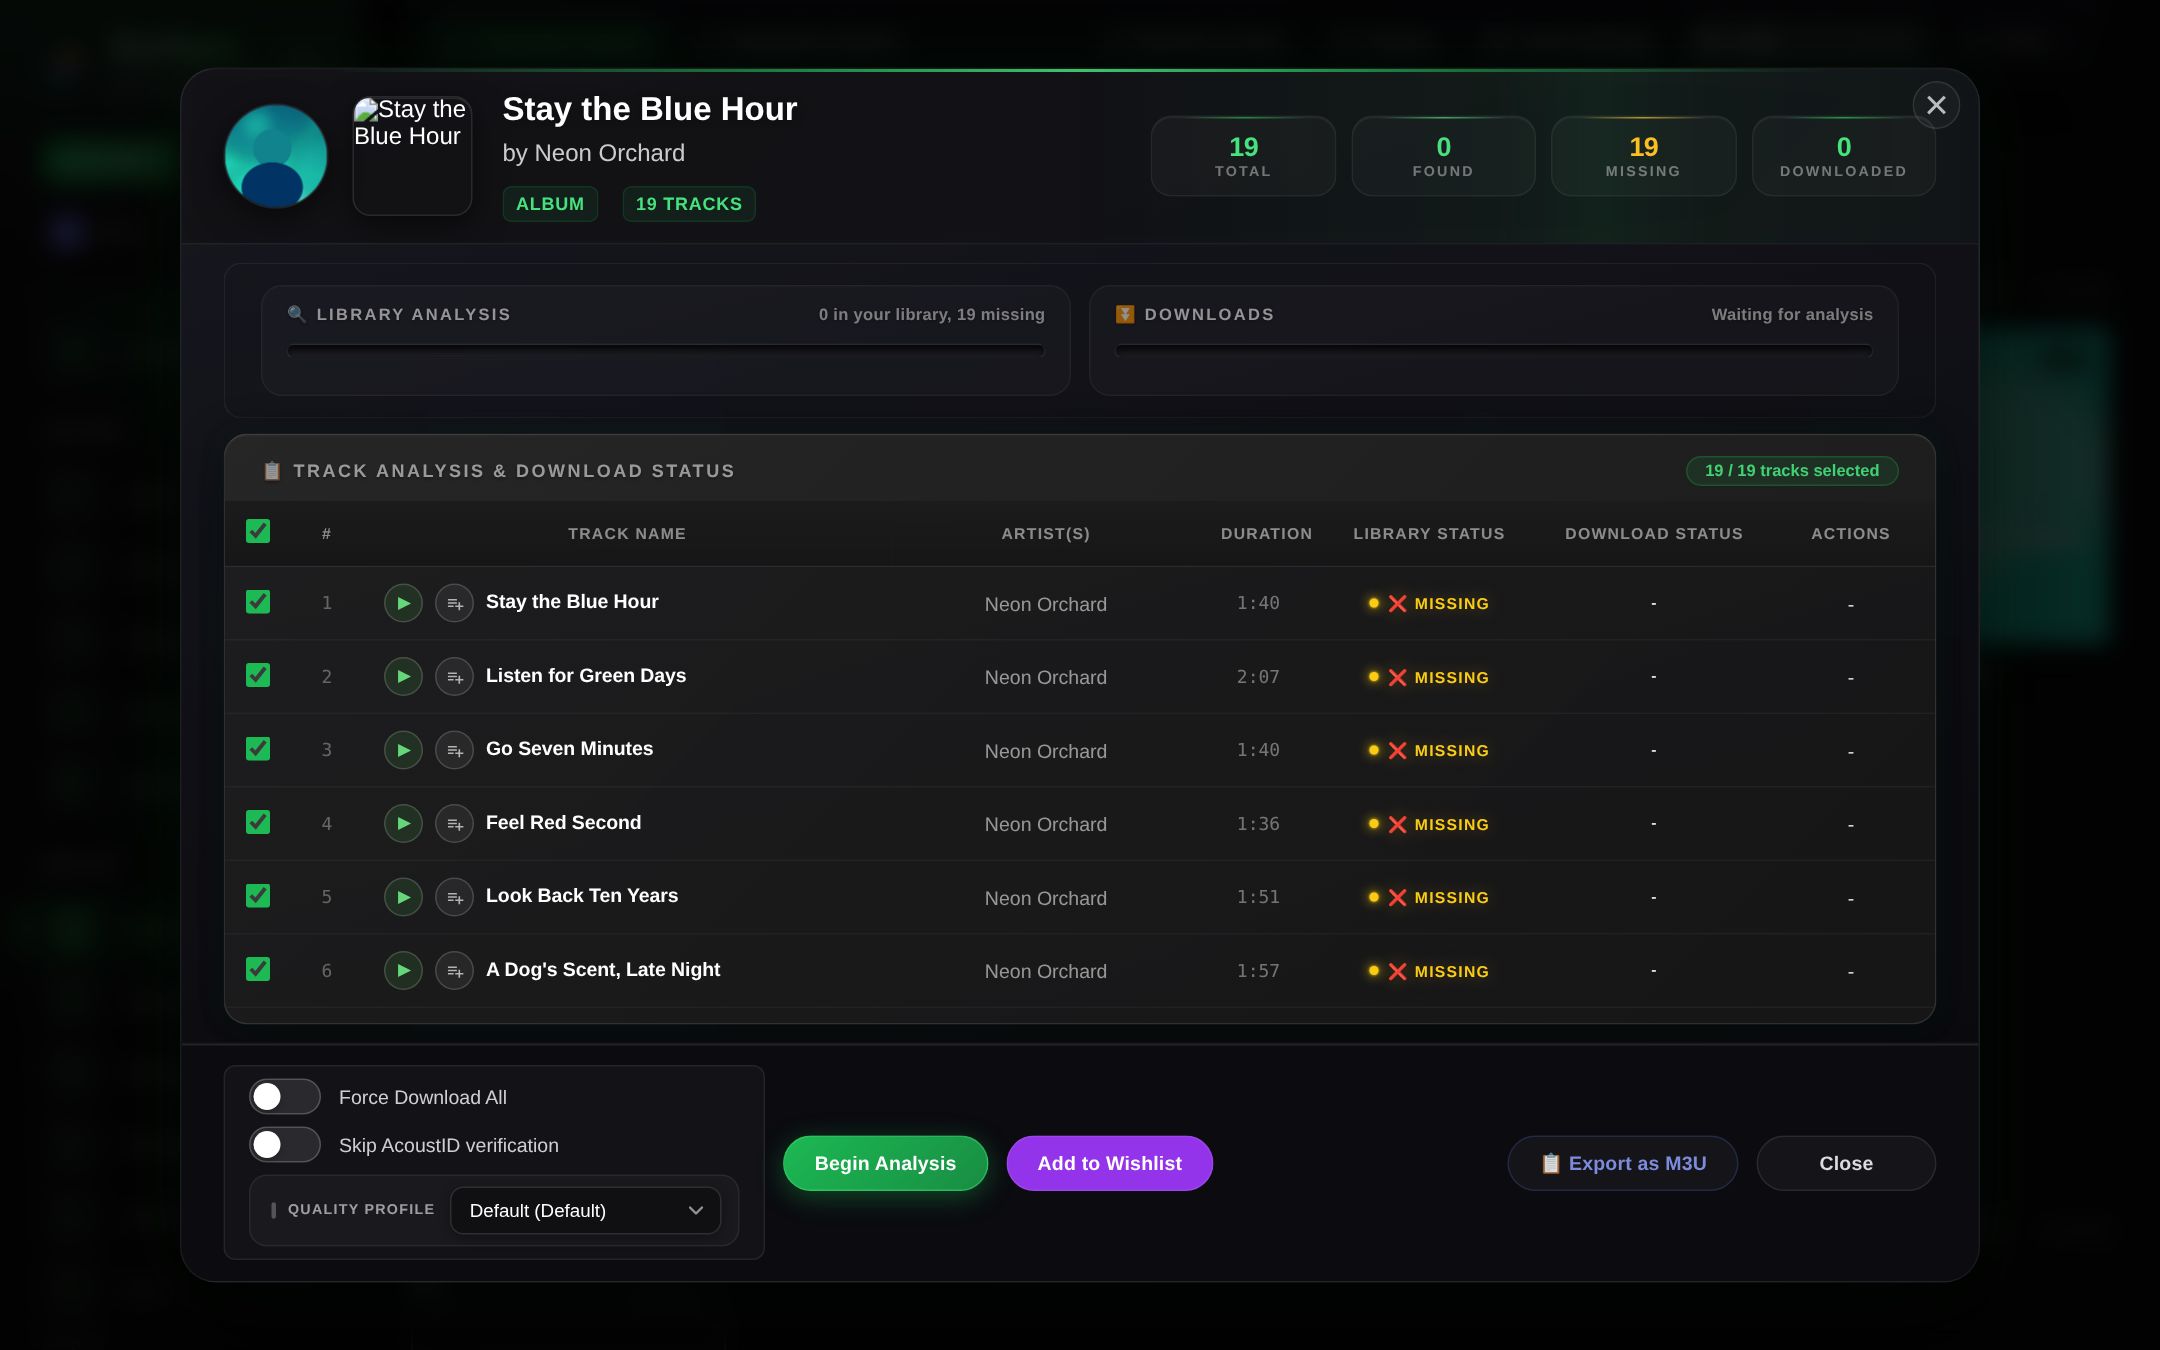 Stay the
Blue Hour
Stay the Blue Hour
by Neon Orchard
ALBUM
19 TRACKS
19
TOTAL
0
FOUND
19
MISSING
0
DOWNLOADED
🔍 LIBRARY ANALYSIS
0 in your library, 19 missing
⏬ DOWNLOADS
Waiting for analysis
📋 TRACK ANALYSIS & DOWNLOAD STATUS
19 / 19 tracks selected
# TRACK NAME ARTIST(S) DURATION LIBRARY STATUS DOWNLOAD STATUS ACTIONS
1 Stay the Blue Hour Neon Orchard 1:40 ❌ MISSING - -
2 Listen for Green Days Neon Orchard 2:07 ❌ MISSING - -
3 Go Seven Minutes Neon Orchard 1:40 ❌ MISSING - -
4 Feel Red Second Neon Orchard 1:36 ❌ MISSING - -
5 Look Back Ten Years Neon Orchard 1:51 ❌ MISSING - -
6 A Dog's Scent, Late Night Neon Orchard 1:57 ❌ MISSING - -
Force Download All
Skip AcoustID verification
QUALITY PROFILE Default (Default)
Begin Analysis
Add to Wishlist
📋 Export as M3U
Close